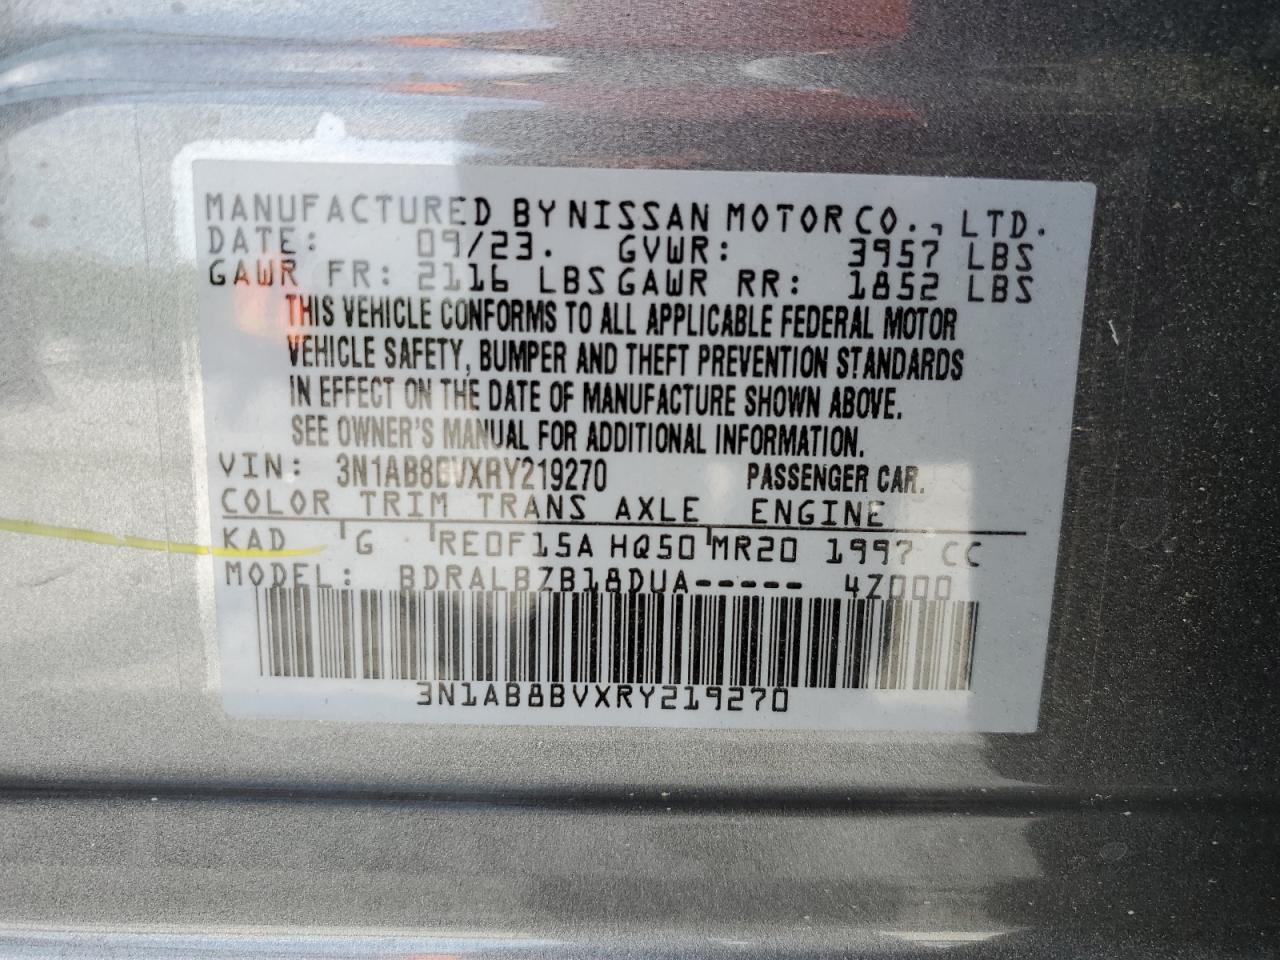 MANUFACTURED BY NISSAN MOTOR CO., LTD.
DATE: 09/23. GVWR: 3957 LBS
GAWR FR: 2116 LBS GAWR RR: 1852 LBS
THIS VEHICLE CONFORMS TO ALL APPLICABLE FEDERAL MOTOR
VEHICLE SAFETY, BUMPER AND THEFT PREVENTION STANDARDS
IN EFFECT ON THE DATE OF MANUFACTURE SHOWN ABOVE.
SEE OWNER'S MANUAL FOR ADDITIONAL INFORMATION.
VIN: 3N1AB8BVXRY219270 PASSENGER CAR.
COLOR TRIM TRANS AXLE ENGINE
KAD G RE0F15A HQ50 MR20 1997 CC
MODEL: BDRALBZB18DUA----- 4Z000
3N1AB8BVXRY219270